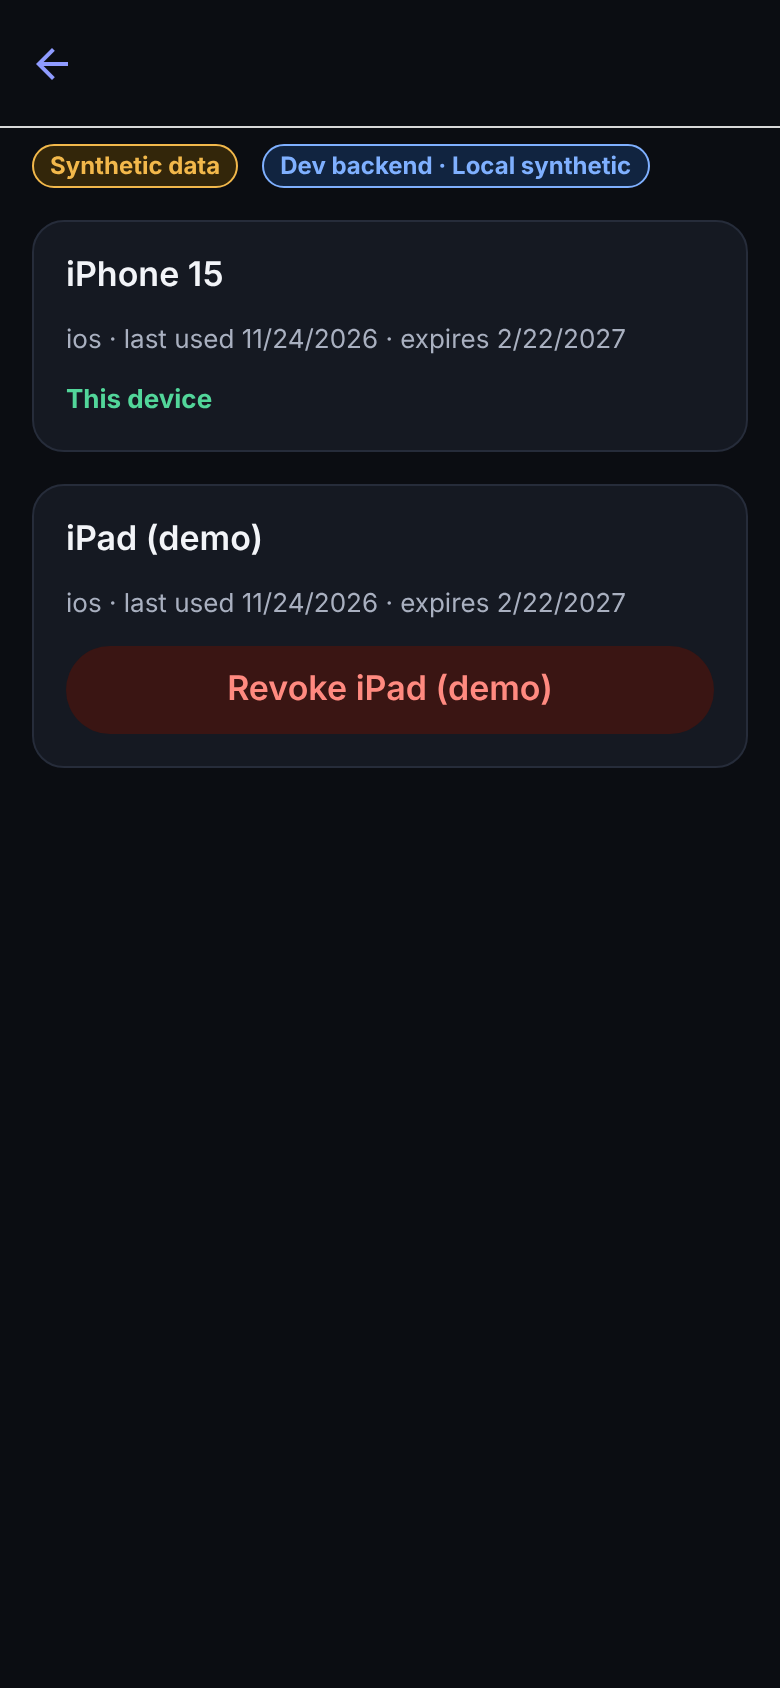 Synthetic data
Dev backend · Local synthetic
iPhone 15
ios · last used 11/24/2026 · expires 2/22/2027
This device
iPad (demo)
ios · last used 11/24/2026 · expires 2/22/2027
Revoke iPad (demo)